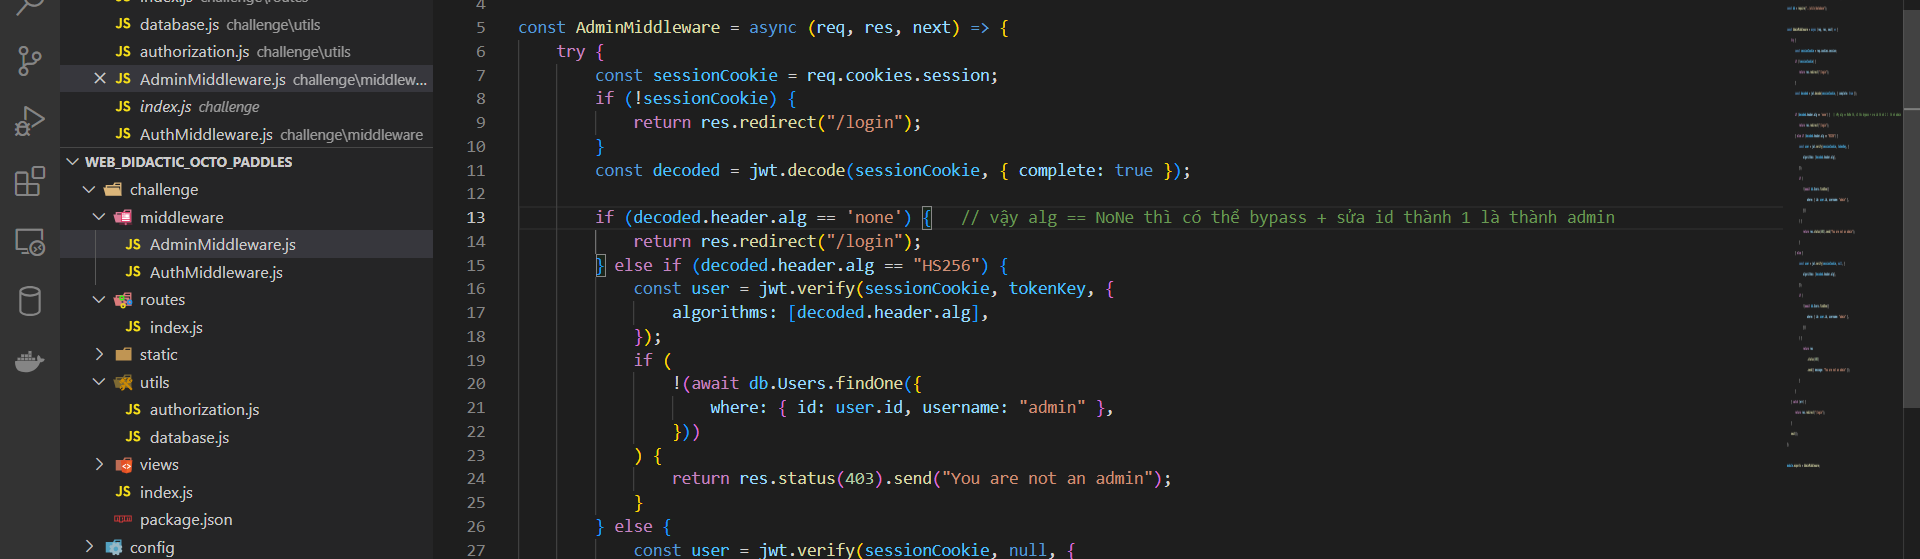 index.js challenge\routes
JS database.js challenge\utils
JS authorization.js challenge\utils
JS AdminMiddleware.js challenge\middlew...
JS index.js challenge
JS AuthMiddleware.js challenge\middleware
WEB_DIDACTIC_OCTO_PADDLES
challenge
middleware
JS AdminMiddleware.js
JS AuthMiddleware.js
routes
JS index.js
static
utils
JS authorization.js
JS database.js
views
JS index.js
package.json
config
4
5 const AdminMiddleware = async (req, res, next) => {
6 try {
7 const sessionCookie = req.cookies.session;
8 if (!sessionCookie) {
9 return res.redirect("/login");
10 }
11 const decoded = jwt.decode(sessionCookie, { complete: true });
12
13 if (decoded.header.alg == 'none') { // vậy alg == NoNe thì có thể bypass + sửa id thành 1 là thành admin
14 return res.redirect("/login");
15 } else if (decoded.header.alg == "HS256") {
16 const user = jwt.verify(sessionCookie, tokenKey, {
17 algorithms: [decoded.header.alg],
18 });
19 if (
20 !(await db.Users.findOne({
21 where: { id: user.id, username: "admin" },
22 }))
23 ) {
24 return res.status(403).send("You are not an admin");
25 }
26 } else {
27 const user = jwt.verify(sessionCookie, null, {